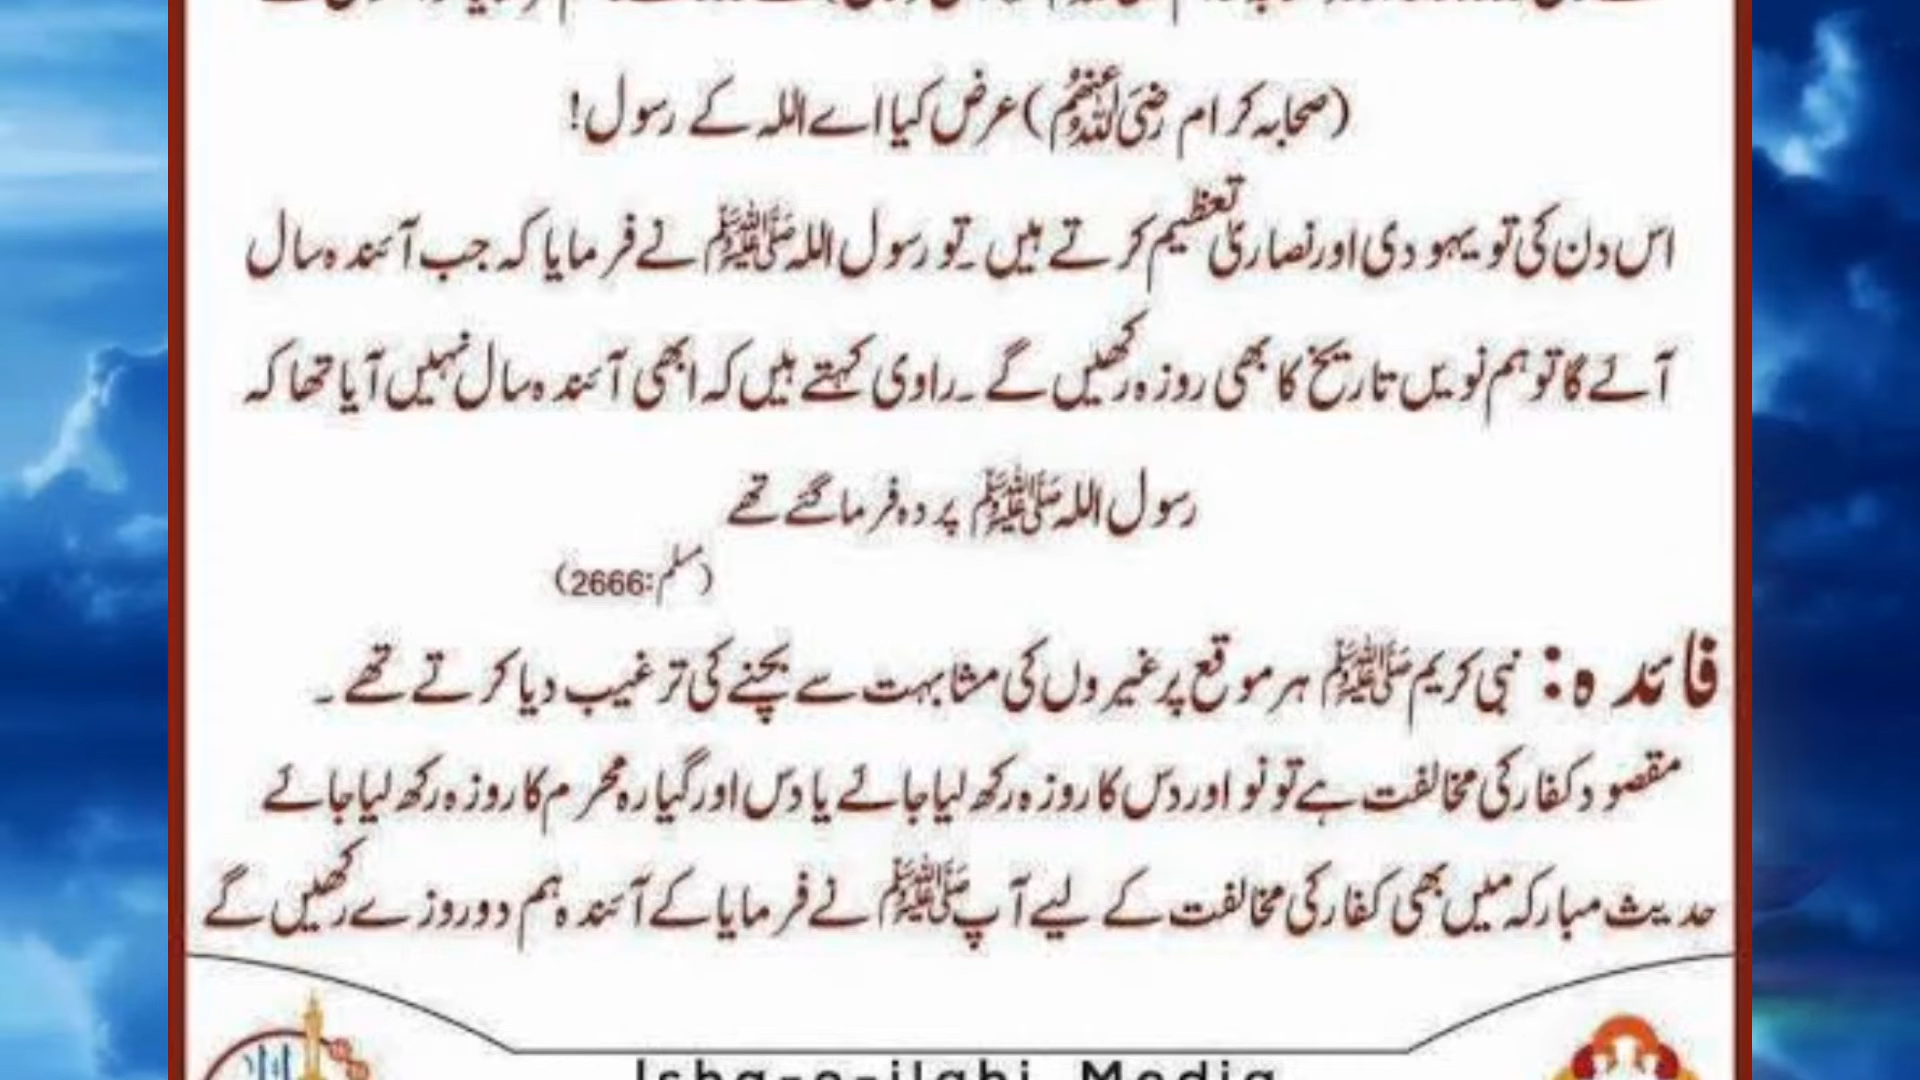 (صحابہ کرام رضی اللہ عنہم) عرض کیا اے اللہ کے رسول!
اس دن کی تو یہودی اور نصاریٰ تعظیم کرتے ہیں۔ تو رسول اللہ ﷺ نے فرمایا کہ جب آئندہ سال
آئے گا تو ہم نویں تاریخ کا بھی روزہ رکھیں گے۔ راوی کہتے ہیں کہ ابھی آئندہ سال نہیں آیا تھا کہ
رسول اللہ ﷺ پردہ فرما گئے تھے
(مسلم:2666)
فائدہ: نبی کریم ﷺ ہر موقع پر غیروں کی مشابہت سے بچنے کی ترغیب دیا کرتے تھے۔
مقصود کفار کی مخالفت ہے تو نو اور دس کا روزہ رکھ لیا جائے یا دس اور گیارہ محرم کا روزہ رکھ لیا جائے
حدیث مبارکہ میں بھی کفار کی مخالفت کے لیے آپ ﷺ نے فرمایا کے آئندہ ہم دو روزے رکھیں گے
Ishq-e-ilahi Media